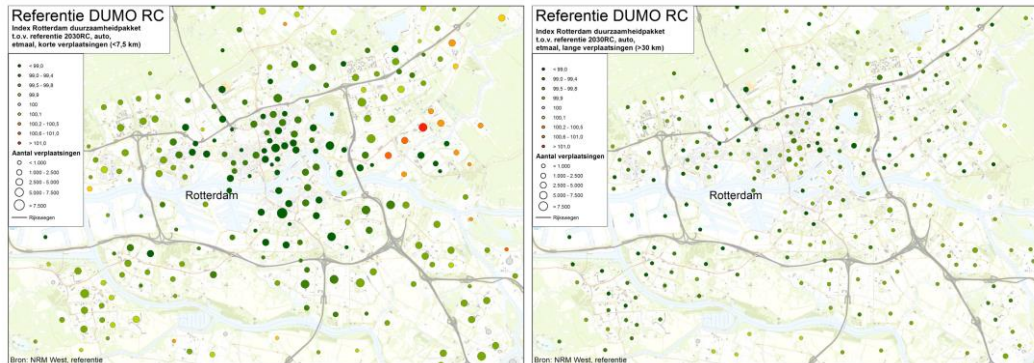 Referentie DUMO RC
Index Rotterdam duurzaamheidpakket
t.o.v. referentie 2030RC, auto,
etmaal, korte verplaatsingen (<7,5 km)
< 99,0
99,0 - 99,4
99,5 - 99,8
99,9
100
100,1
100,2 - 100,5
100,6 - 101,0
> 101,0
Aantal verplaatsingen
< 1.000
1.000 - 2.500
2.500 - 5.000
5.000 - 7.500
> 7.500
Rijkswegen
Rotterdam
Bron: NRM West, referentie
Referentie DUMO RC
Index Rotterdam duurzaamheidpakket
t.o.v. referentie 2030RC, auto,
etmaal, lange verplaatsingen (>30 km)
< 99,0
99,0 - 99,4
99,5 - 99,8
99,9
100
100,1
100,2 - 100,5
100,6 - 101,0
> 101,0
Aantal verplaatsingen
< 1.000
1.000 - 2.500
2.500 - 5.000
5.000 - 7.500
> 7.500
Rijkswegen
Rotterdam
Bron: NRM West, referentie